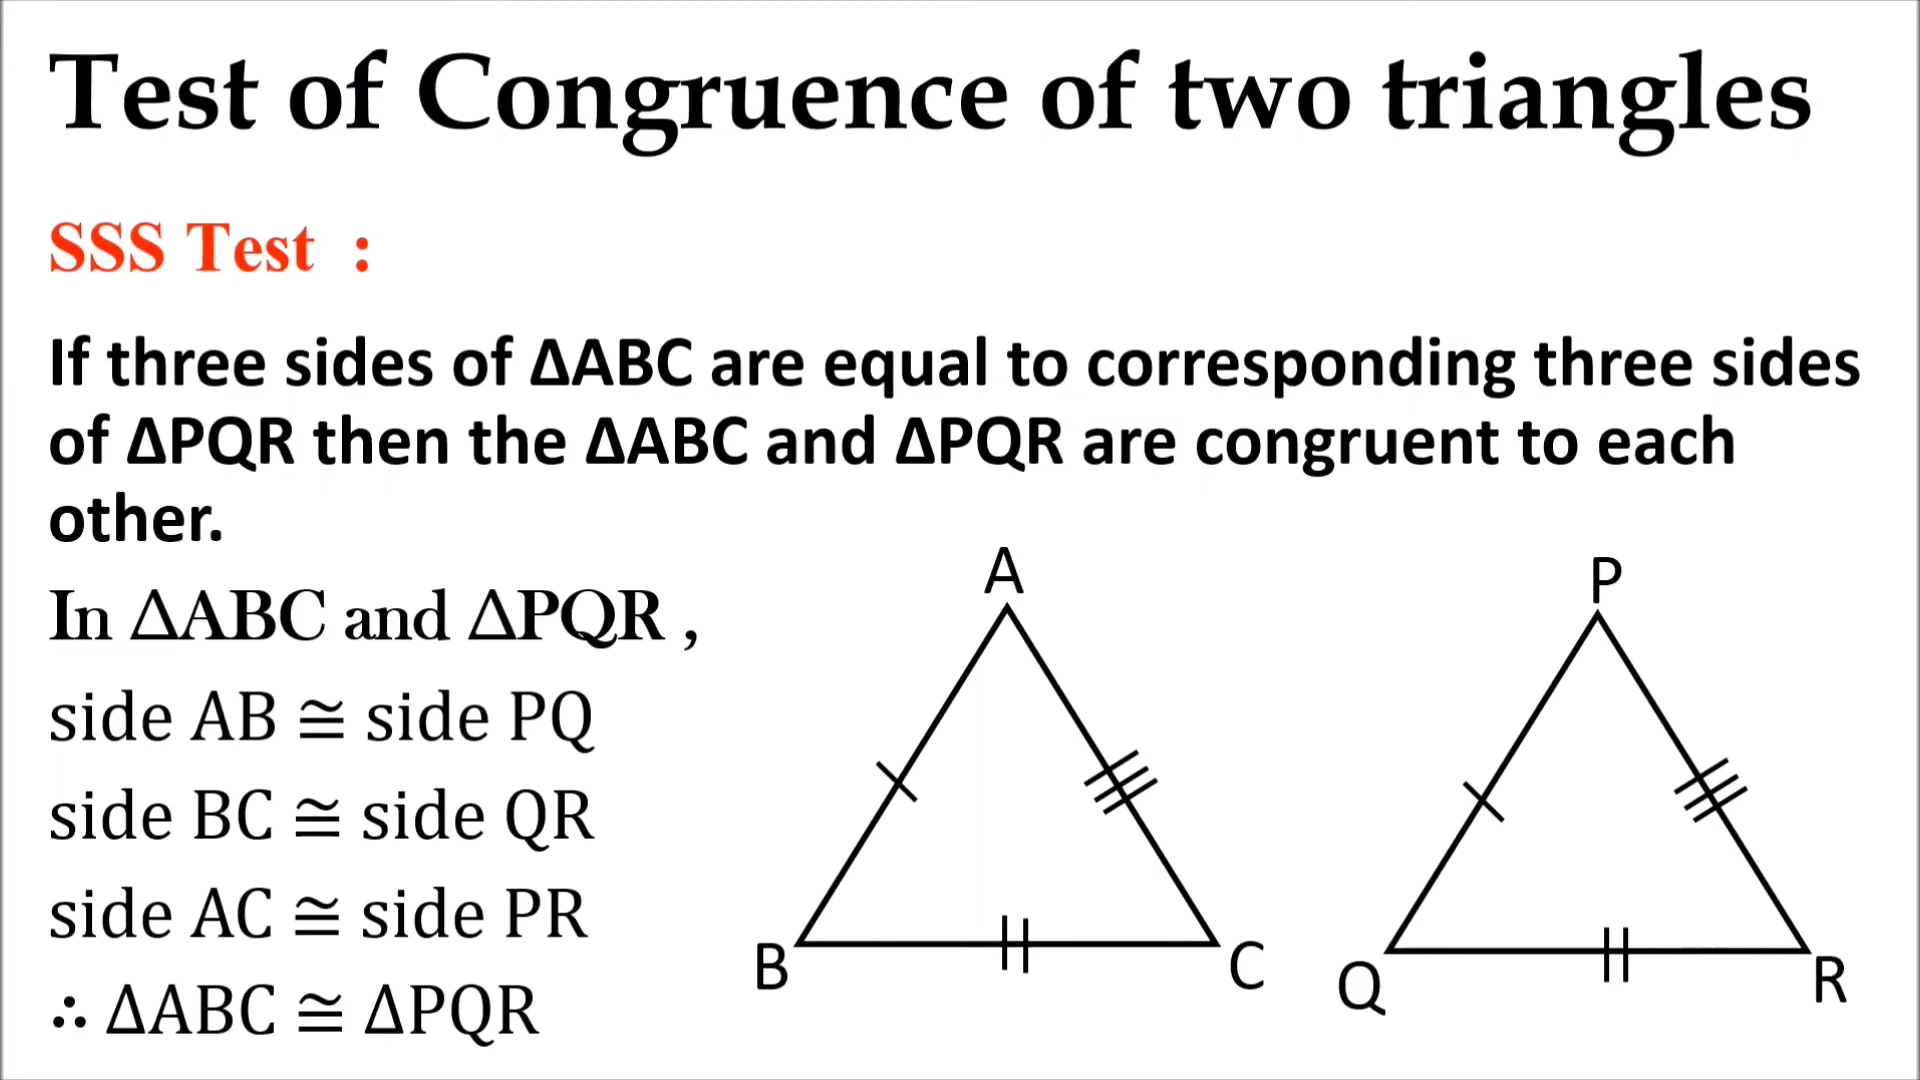 Test of Congruence of two triangles
SSS Test :
If three sides of ΔABC are equal to corresponding three sides
of ΔPQR then the ΔABC and ΔPQR are congruent to each
other.
In ΔABC and ΔPQR ,
side AB ≅ side PQ
side BC ≅ side QR
side AC ≅ side PR
∴ ΔABC ≅ ΔPQR
A
B
C
P
Q
R